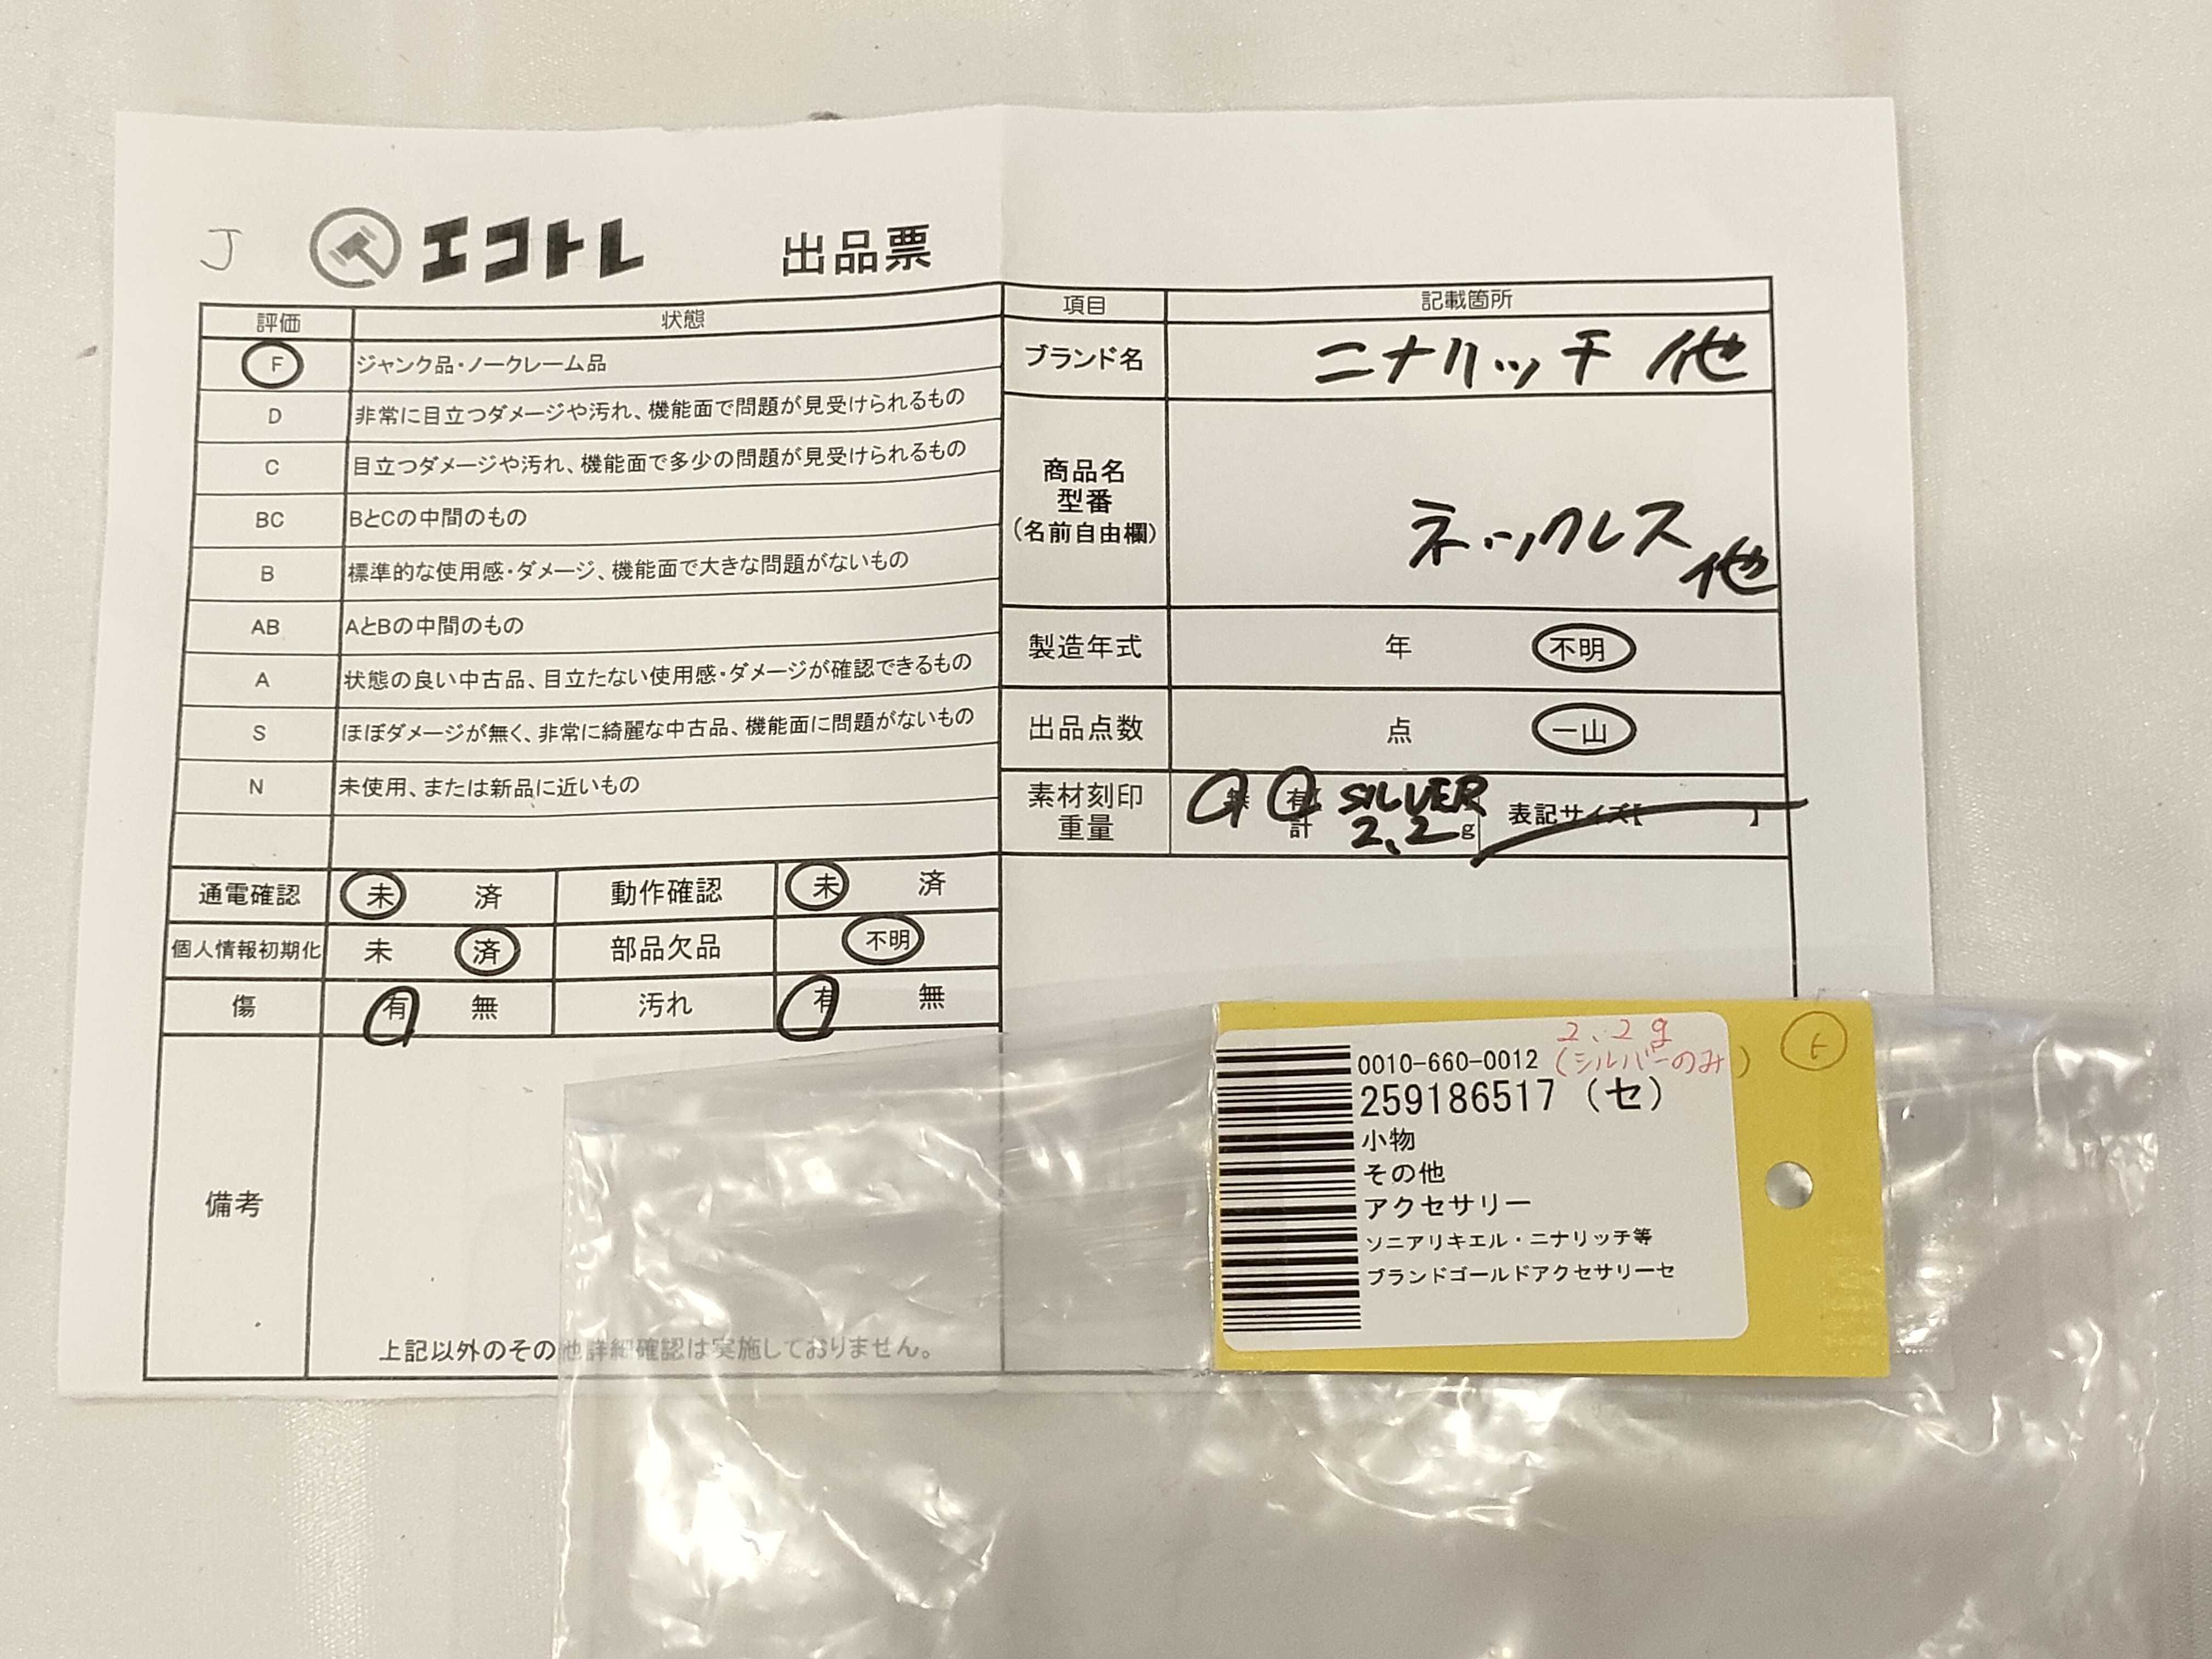 J エコトレ 出品票
評価 状態
F ジャンク品・ノークレーム品
D 非常に目立つダメージや汚れ、機能面で問題が見受けられるもの
C 目立つダメージや汚れ、機能面で多少の問題が見受けられるもの
BC BとCの中間のもの
B 標準的な使用感・ダメージ、機能面で大きな問題がないもの
AB AとBの中間のもの
A 状態の良い中古品、目立たない使用感・ダメージが確認できるもの
S ほぼダメージが無く、非常に綺麗な中古品、機能面に問題がないもの
N 未使用、または新品に近いもの
通電確認 未 済 動作確認 未 済
個人情報初期化 未 済 部品欠品 不明
傷 有 無 汚れ 有 無
備考
上記以外のその他詳細確認は実施しておりません。
項目 記載箇所
ブランド名 ニナリッチ 他
商品名
型番
(名前自由欄)
ネックレス
他
製造年式 年 不明
出品点数 点 一山
素材刻印 無 有 SILVER 表記サイズ【 】
重量 計 2.2g
2.2g
0010-660-0012 (シルバーのみ)
259186517 (セ)
小物
その他
アクセサリー
ソニアリキエル・ニナリッチ等
ブランドゴールドアクセサリーセ